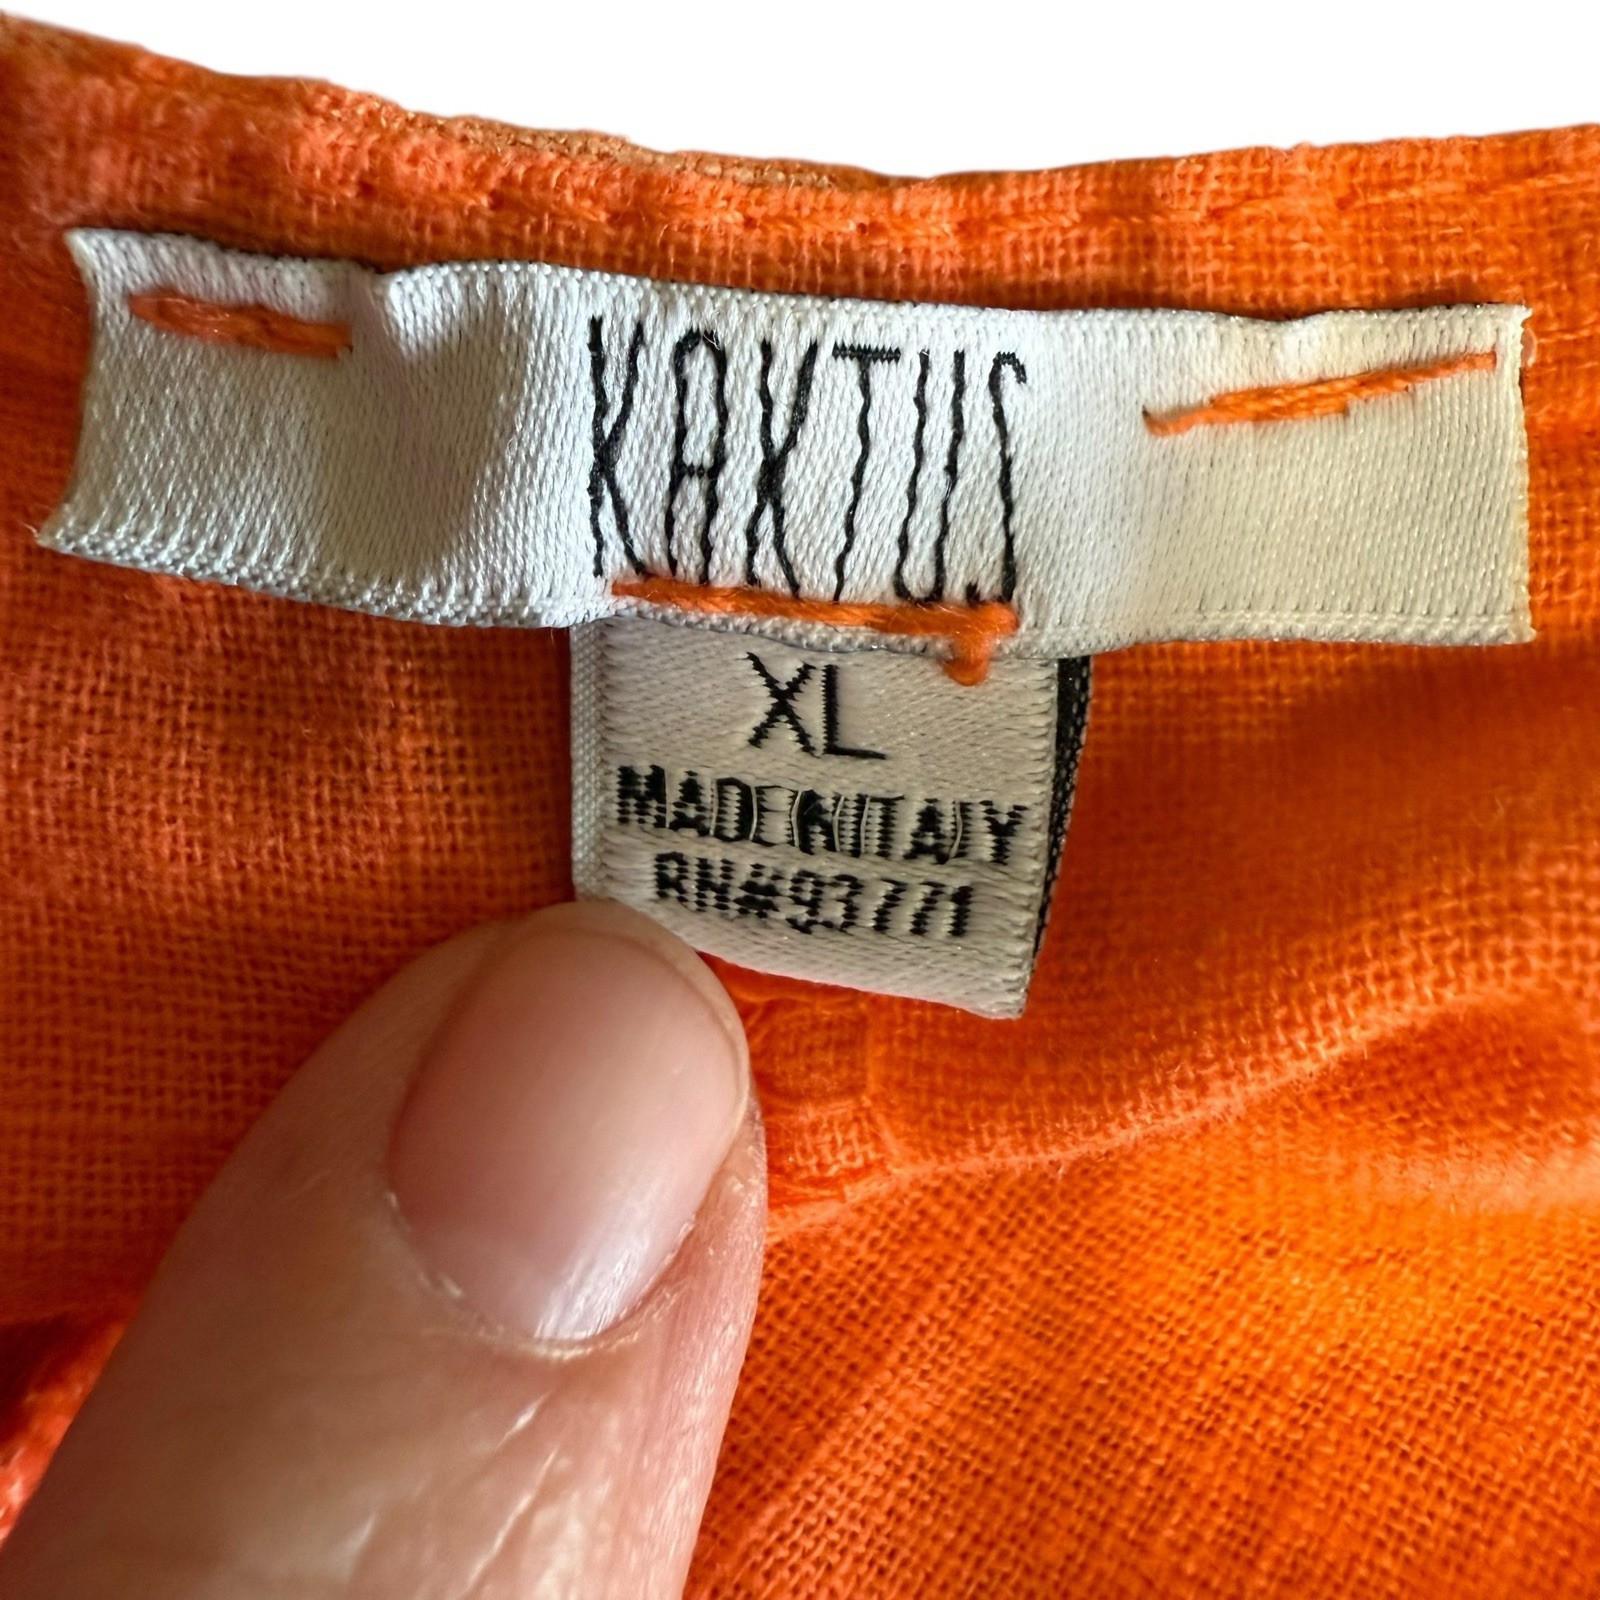 KAKTUS
XL
MADE IN ITALY
RN#93771